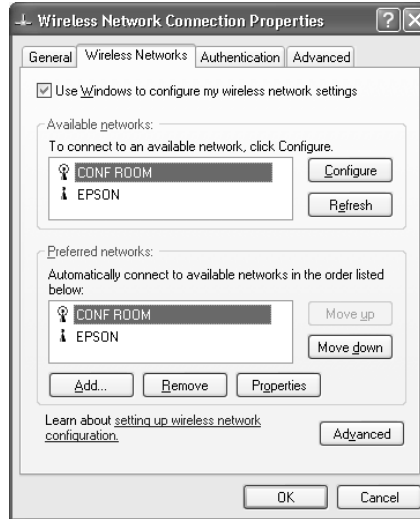 Wireless Network Connection Properties
General Wireless Networks Authentication Advanced
Use Windows to configure my wireless network settings
Available networks:
To connect to an available network, click Configure.
CONF ROOM
EPSON
Configure
Refresh
Preferred networks:
Automatically connect to available networks in the order listed
below:
CONF ROOM
EPSON
Move up
Move down
Add... Remove Properties
Learn about setting up wireless network
configuration.
Advanced
OK Cancel